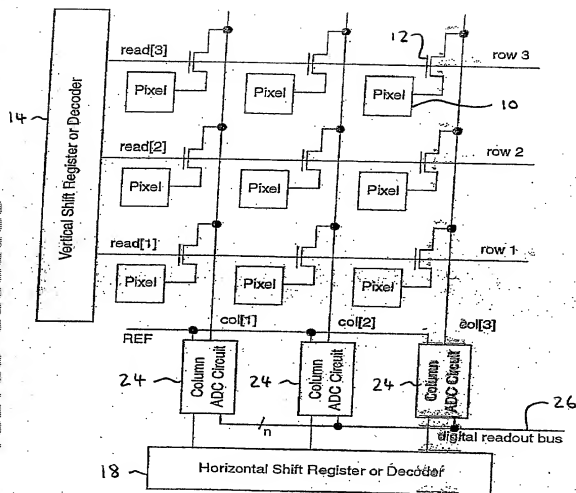 12
read[3]
row 3
Pixel
Pixel
Pixel
10
14
read[2]
row 2
Pixel
Pixel
Pixel
Vertical Shift Register or Decoder
read[1]
row 1
Pixel
Pixel
Pixel
col[1]
col[2]
col[3]
REF
24
Column
ADC Circuit
24
Column
ADC Circuit
24
Column
ADC Circuit
26
n
digital readout bus
18
Horizontal Shift Register or Decoder